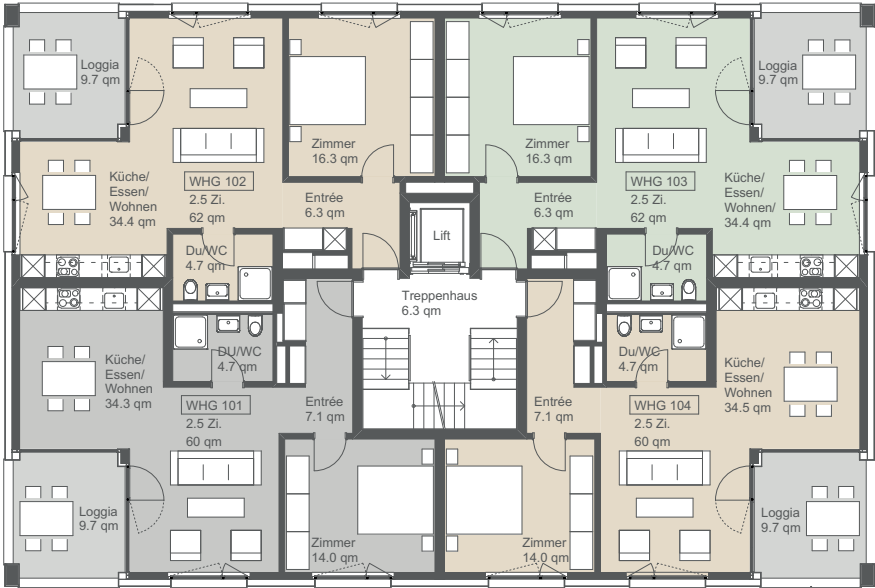 Loggia
9.7 qm
Zimmer
16.3 qm
Küche/
Essen/
Wohnen
34.4 qm
WHG 102
2.5 Zi.
62 qm
Entrée
6.3 qm
Du/WC
4.7 qm
Lift
Zimmer
16.3 qm
Loggia
9.7 qm
Entrée
6.3 qm
WHG 103
2.5 Zi.
62 qm
Küche/
Essen/
Wohnen/
34.4 qm
Du/WC
4.7 qm
Treppenhaus
6.3 qm
Küche/
Essen/
Wohnen
34.3 qm
DU/WC
4.7 qm
WHG 101
2.5 Zi.
60 qm
Entrée
7.1 qm
Loggia
9.7 qm
Zimmer
14.0 qm
Entrée
7.1 qm
Du/WC
4.7 qm
WHG 104
2.5 Zi.
60 qm
Küche/
Essen/
Wohnen
34.5 qm
Zimmer
14.0 qm
Loggia
9.7 qm